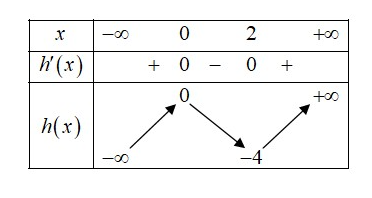 x −∞ 0 2 +∞
h′(x) + 0 − 0 +
0 +∞
h(x)
−∞ −4